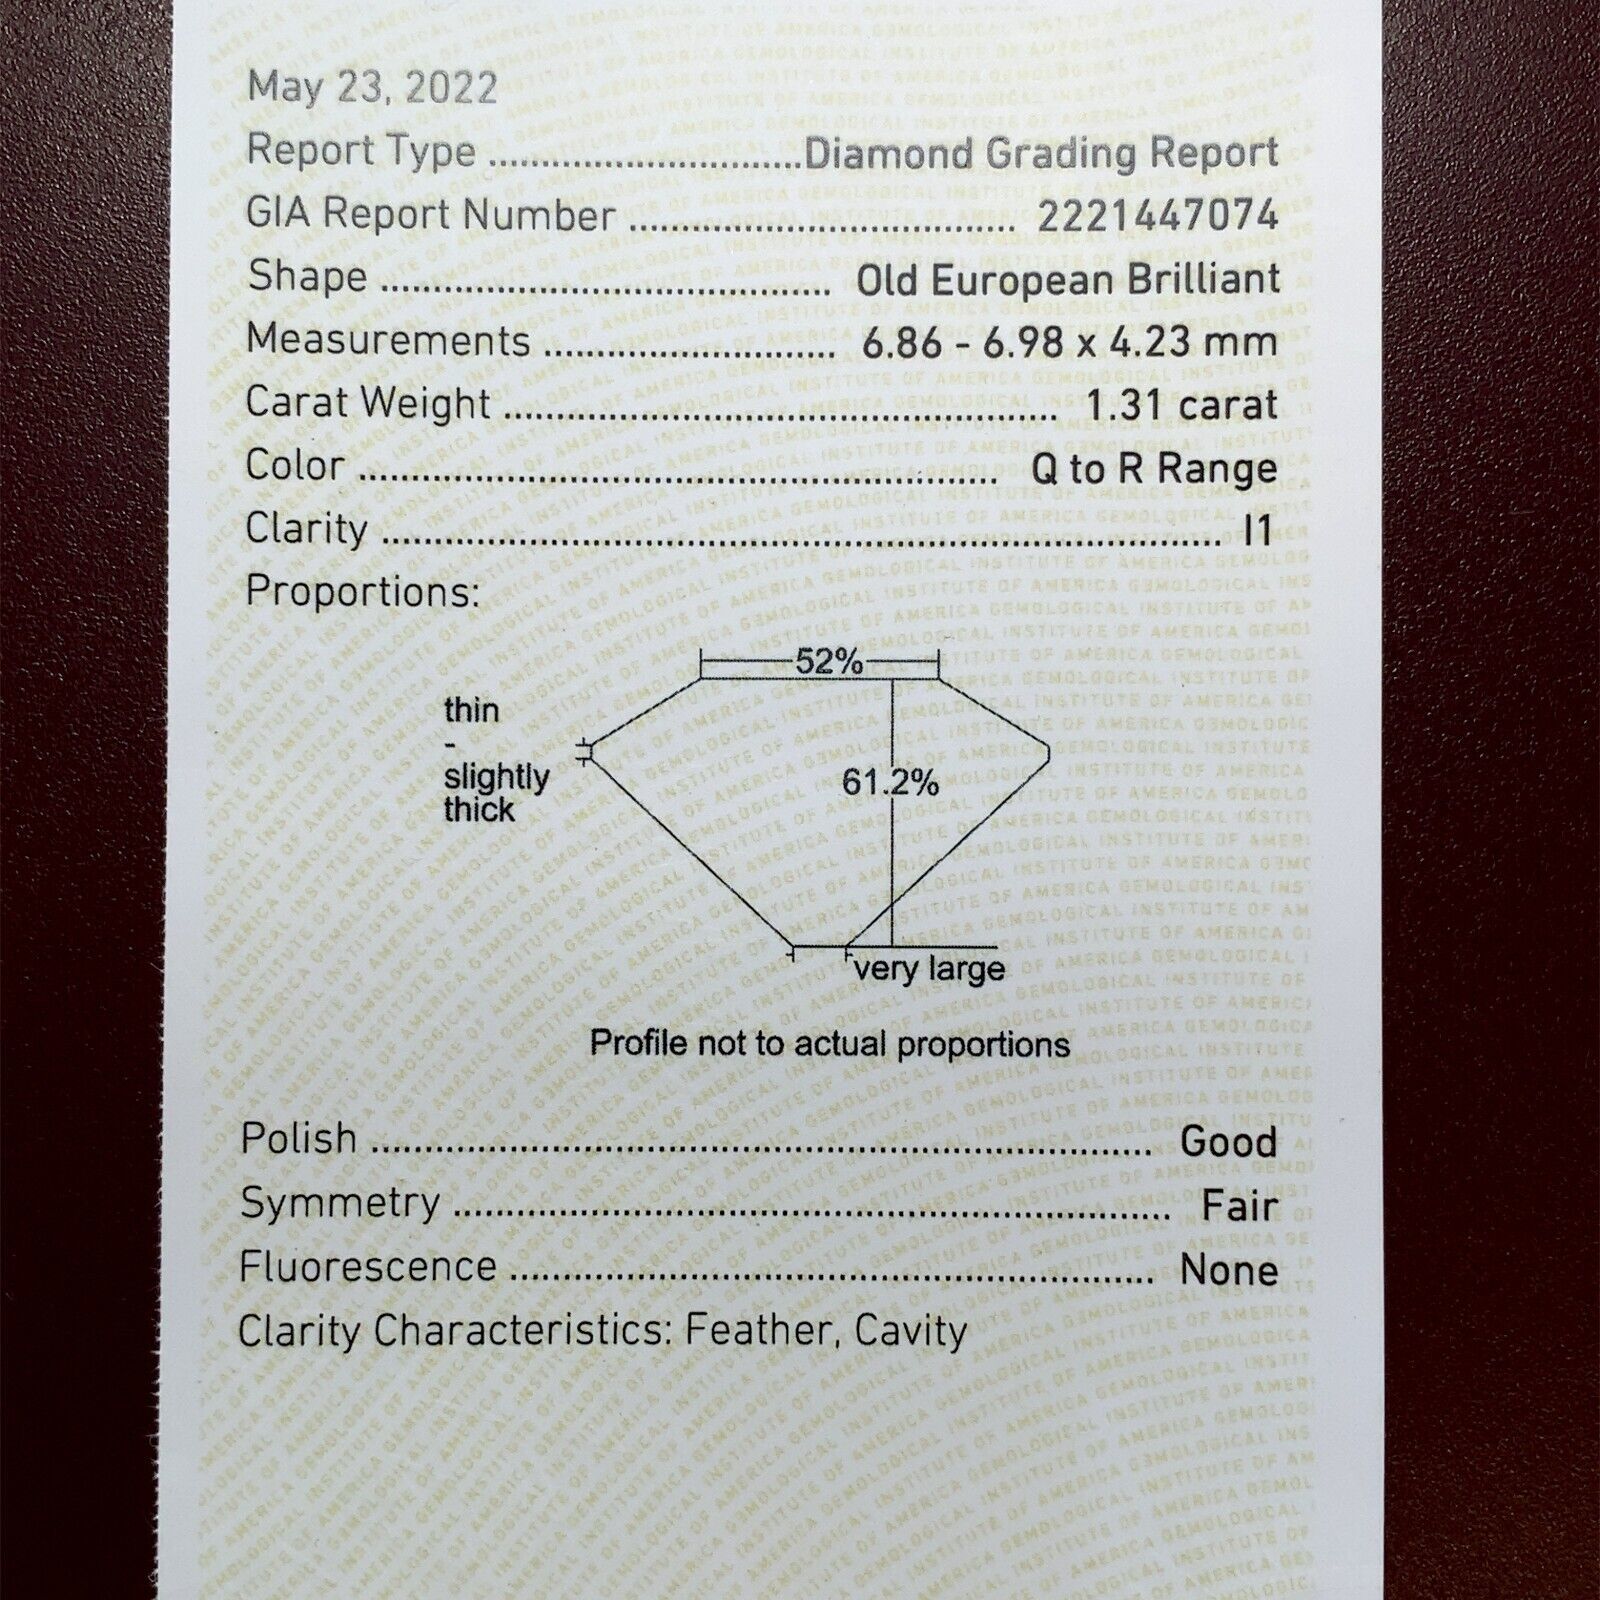 May 23, 2022
Report Type ..............................Diamond Grading Report
GIA Report Number ..................................... 2221447074
Shape ........................................... Old European Brilliant
Measurements ............................ 6.86 - 6.98 x 4.23 mm
Carat Weight ..................................................... 1.31 carat
Color ............................................................. Q to R Range
Clarity ................................................................................ I1
Proportions:
52%
thin
-
slightly
thick
61.2%
very large
Profile not to actual proportions
Polish ........................................................................... Good
Symmetry .................................................................... Fair
Fluorescence ............................................................. None
Clarity Characteristics: Feather, Cavity